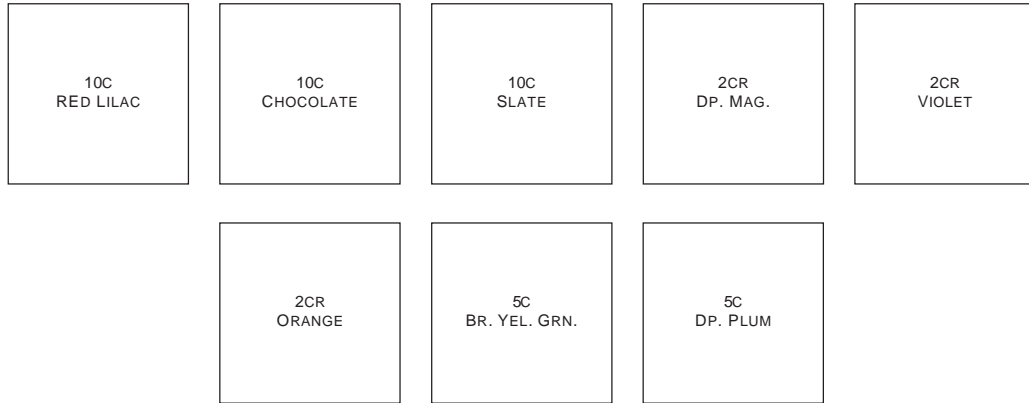 10C
RED LILAC
10C
CHOCOLATE
10C
SLATE
2CR
DP. MAG.
2CR
VIOLET
2CR
ORANGE
5C
BR. YEL. GRN.
5C
DP. PLUM